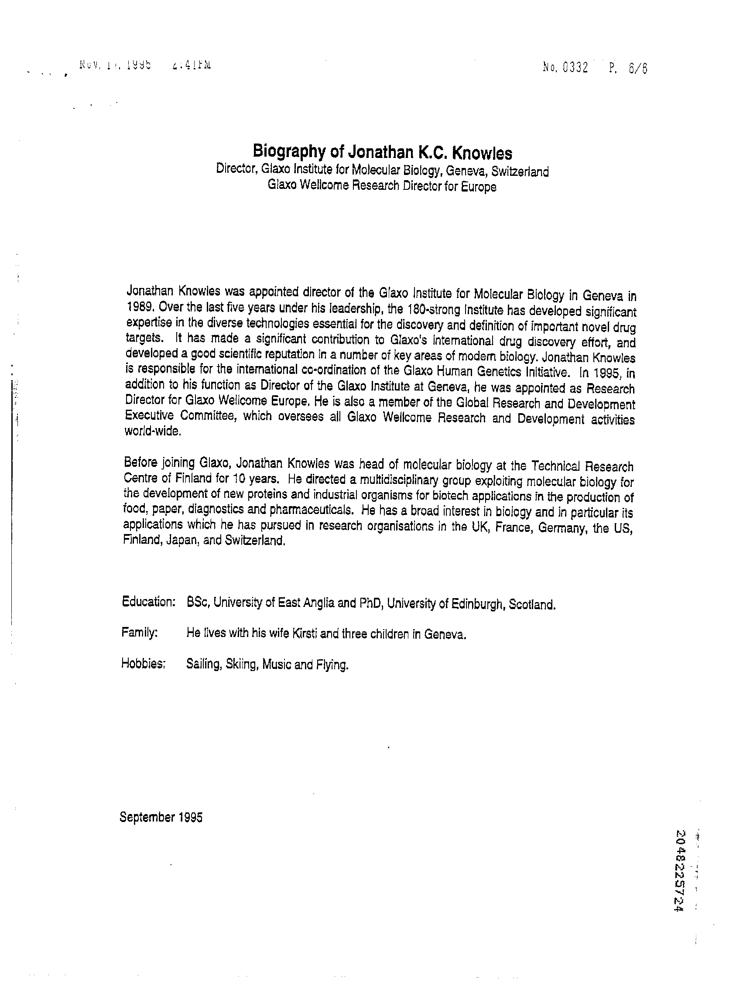 No. 0332 P. 6/6
Biography of Jonathan K.C. Knowles
Director, Glaxo Institute for Molecular Biology, Geneva, Switzerland
Glaxo Wellcome Research Director for Europe
Jonathan Knowles was appointed director of the Glaxo Institute for Molecular Biology in Geneva in
1989. Over the last five years under his leadership, the 180-strong Institute has developed significant
expertise in the diverse technologies essential for the discovery and definition of important novel drug
targets. It has made a significant contribution to Glaxo's international drug discovery effort, and
developed a good scientific reputation in a number of key areas of modern biology. Jonathan Knowles
is responsible for the international co-ordination of the Glaxo Human Genetics Initiative. In 1995, in
addition to his function as Director of the Glaxo Institute at Geneva, he was appointed as Research
Director for Glaxo Wellcome Europe. He is also a member of the Global Research and Development
Executive Committee, which oversees all Glaxo Wellcome Research and Development activities
world-wide.
Before joining Glaxo, Jonathan Knowles was head of molecular biology at the Technical Research
Centre of Finland for 10 years. He directed a multidisciplinary group exploiting molecular biology for
the development of new proteins and industrial organisms for biotech applications in the production of
food, paper, diagnostics and pharmaceuticals. He has a broad interest in biology and in particular its
applications which he has pursued in research organisations in the UK, France, Germany, the US,
Finland, Japan, and Switzerland.
Education: BSc, University of East Anglia and PhD, University of Edinburgh, Scotland.
Family: He lives with his wife Kirsti and three children in Geneva.
Hobbies: Sailing, Skiing, Music and Flying.
September 1995
2048225724